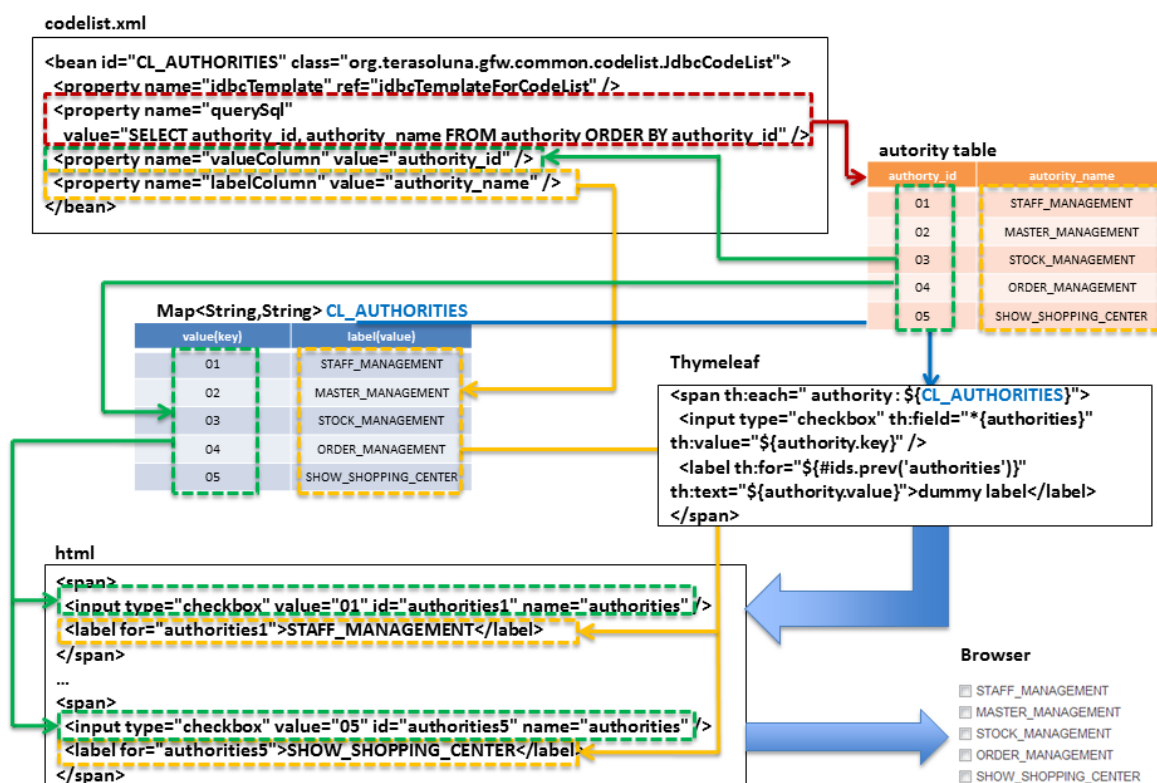 codelist.xml
<bean id="CL_AUTHORITIES" class="org.terasoluna.gfw.common.codelist.JdbcCodeList">
<property name="jdbcTemplate" ref="jdbcTemplateForCodeList" />
<property name="querySql"
value="SELECT authority_id, authority_name FROM authority ORDER BY authority_id" />
<property name="valueColumn" value="authority_id" />
<property name="labelColumn" value="authority_name" />
</bean>
autority table
authorty_id autority_name
01 STAFF_MANAGEMENT
02 MASTER_MANAGEMENT
03 STOCK_MANAGEMENT
04 ORDER_MANAGEMENT
05 SHOW_SHOPPING_CENTER
Map<String,String> CL_AUTHORITIES
value(key) label(value)
01 STAFF_MANAGEMENT
02 MASTER_MANAGEMENT
03 STOCK_MANAGEMENT
04 ORDER_MANAGEMENT
05 SHOW_SHOPPING_CENTER
Thymeleaf
<span th:each=" authority : ${CL_AUTHORITIES}">
<input type="checkbox" th:field="*{authorities}"
th:value="${authority.key}" />
<label th:for="${#ids.prev('authorities')}"
th:text="${authority.value}">dummy label</label>
</span>
html
<span>
<input type="checkbox" value="01" id="authorities1" name="authorities" />
<label for="authorities1">STAFF_MANAGEMENT</label>
</span>
...
<span>
<input type="checkbox" value="05" id="authorities5" name="authorities" />
<label for="authorities5">SHOW_SHOPPING_CENTER</label>
</span>
Browser
STAFF_MANAGEMENT
MASTER_MANAGEMENT
STOCK_MANAGEMENT
ORDER_MANAGEMENT
SHOW_SHOPPING_CENTER